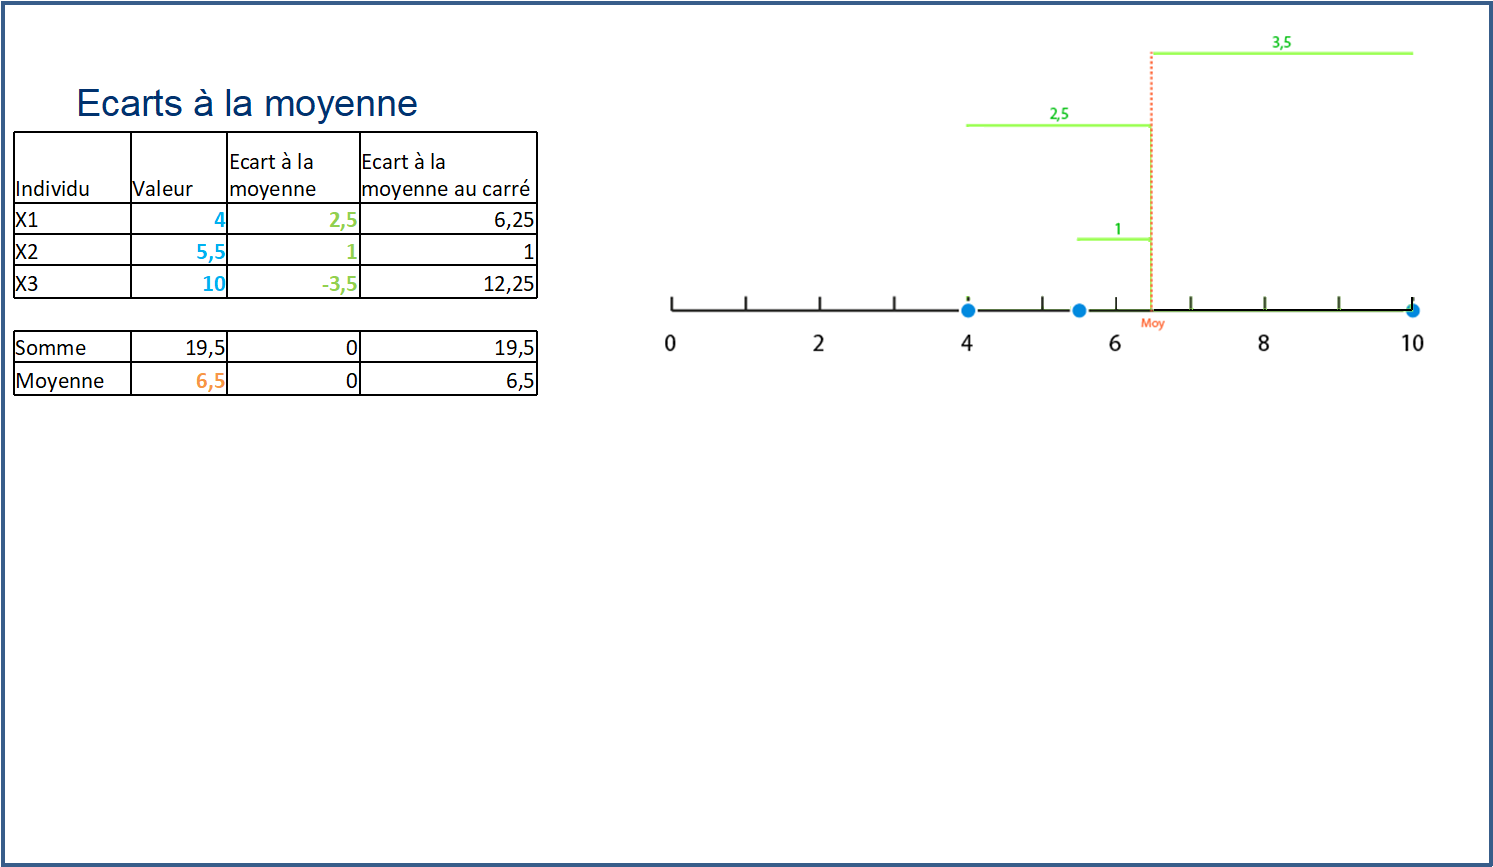 Ecarts à la moyenne
Individu Valeur Ecart à la moyenne Ecart à la moyenne au carré
X1 4 2,5 6,25
X2 5,5 1 1
X3 10 -3,5 12,25
Somme 19,5 0 19,5
Moyenne 6,5 0 6,5
3,5
2,5
1
Moy
0 2 4 6 8 10